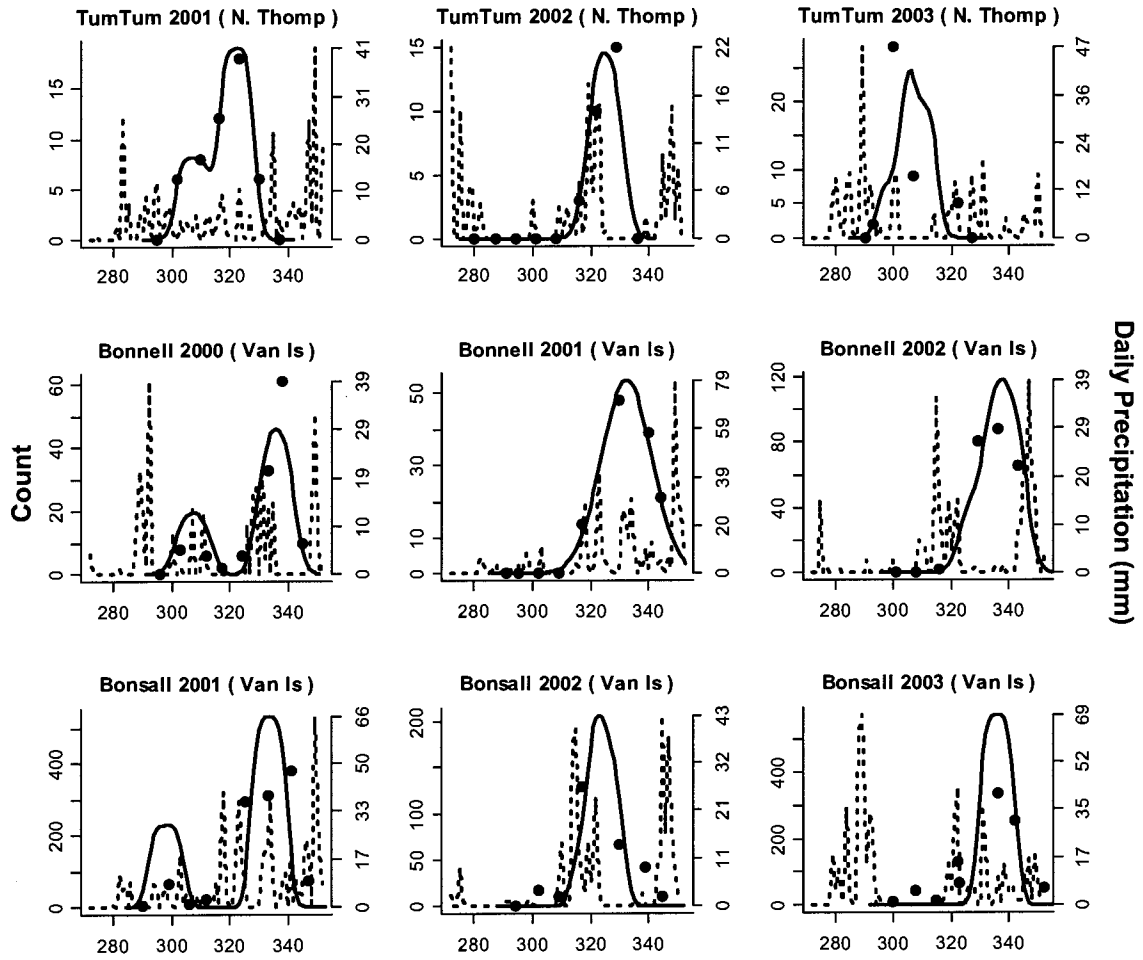 TumTum 2001 ( N. Thomp )
TumTum 2002 ( N. Thomp )
TumTum 2003 ( N. Thomp )
0 5 10 15
0 10 20 31 41
280 300 320 340
0 5 10 15
0 6 11 16 22
280 300 320 340
0 5 10 20
0 12 24 36 47
280 300 320 340
Bonnell 2000 ( Van Is )
Bonnell 2001 ( Van Is )
Bonnell 2002 ( Van Is )
Count
0 20 40 60
0 10 19 29 39
280 300 320 340
0 10 30 50
0 20 39 59 79
280 300 320 340
0 40 80 120
0 10 20 29 39
280 300 320 340
Daily Precipitation (mm)
Bonsall 2001 ( Van Is )
Bonsall 2002 ( Van Is )
Bonsall 2003 ( Van Is )
0 200 400
0 17 33 50 66
280 300 320 340
0 50 100 200
0 11 21 32 43
280 300 320 340
0 200 400
0 17 35 52 69
280 300 320 340